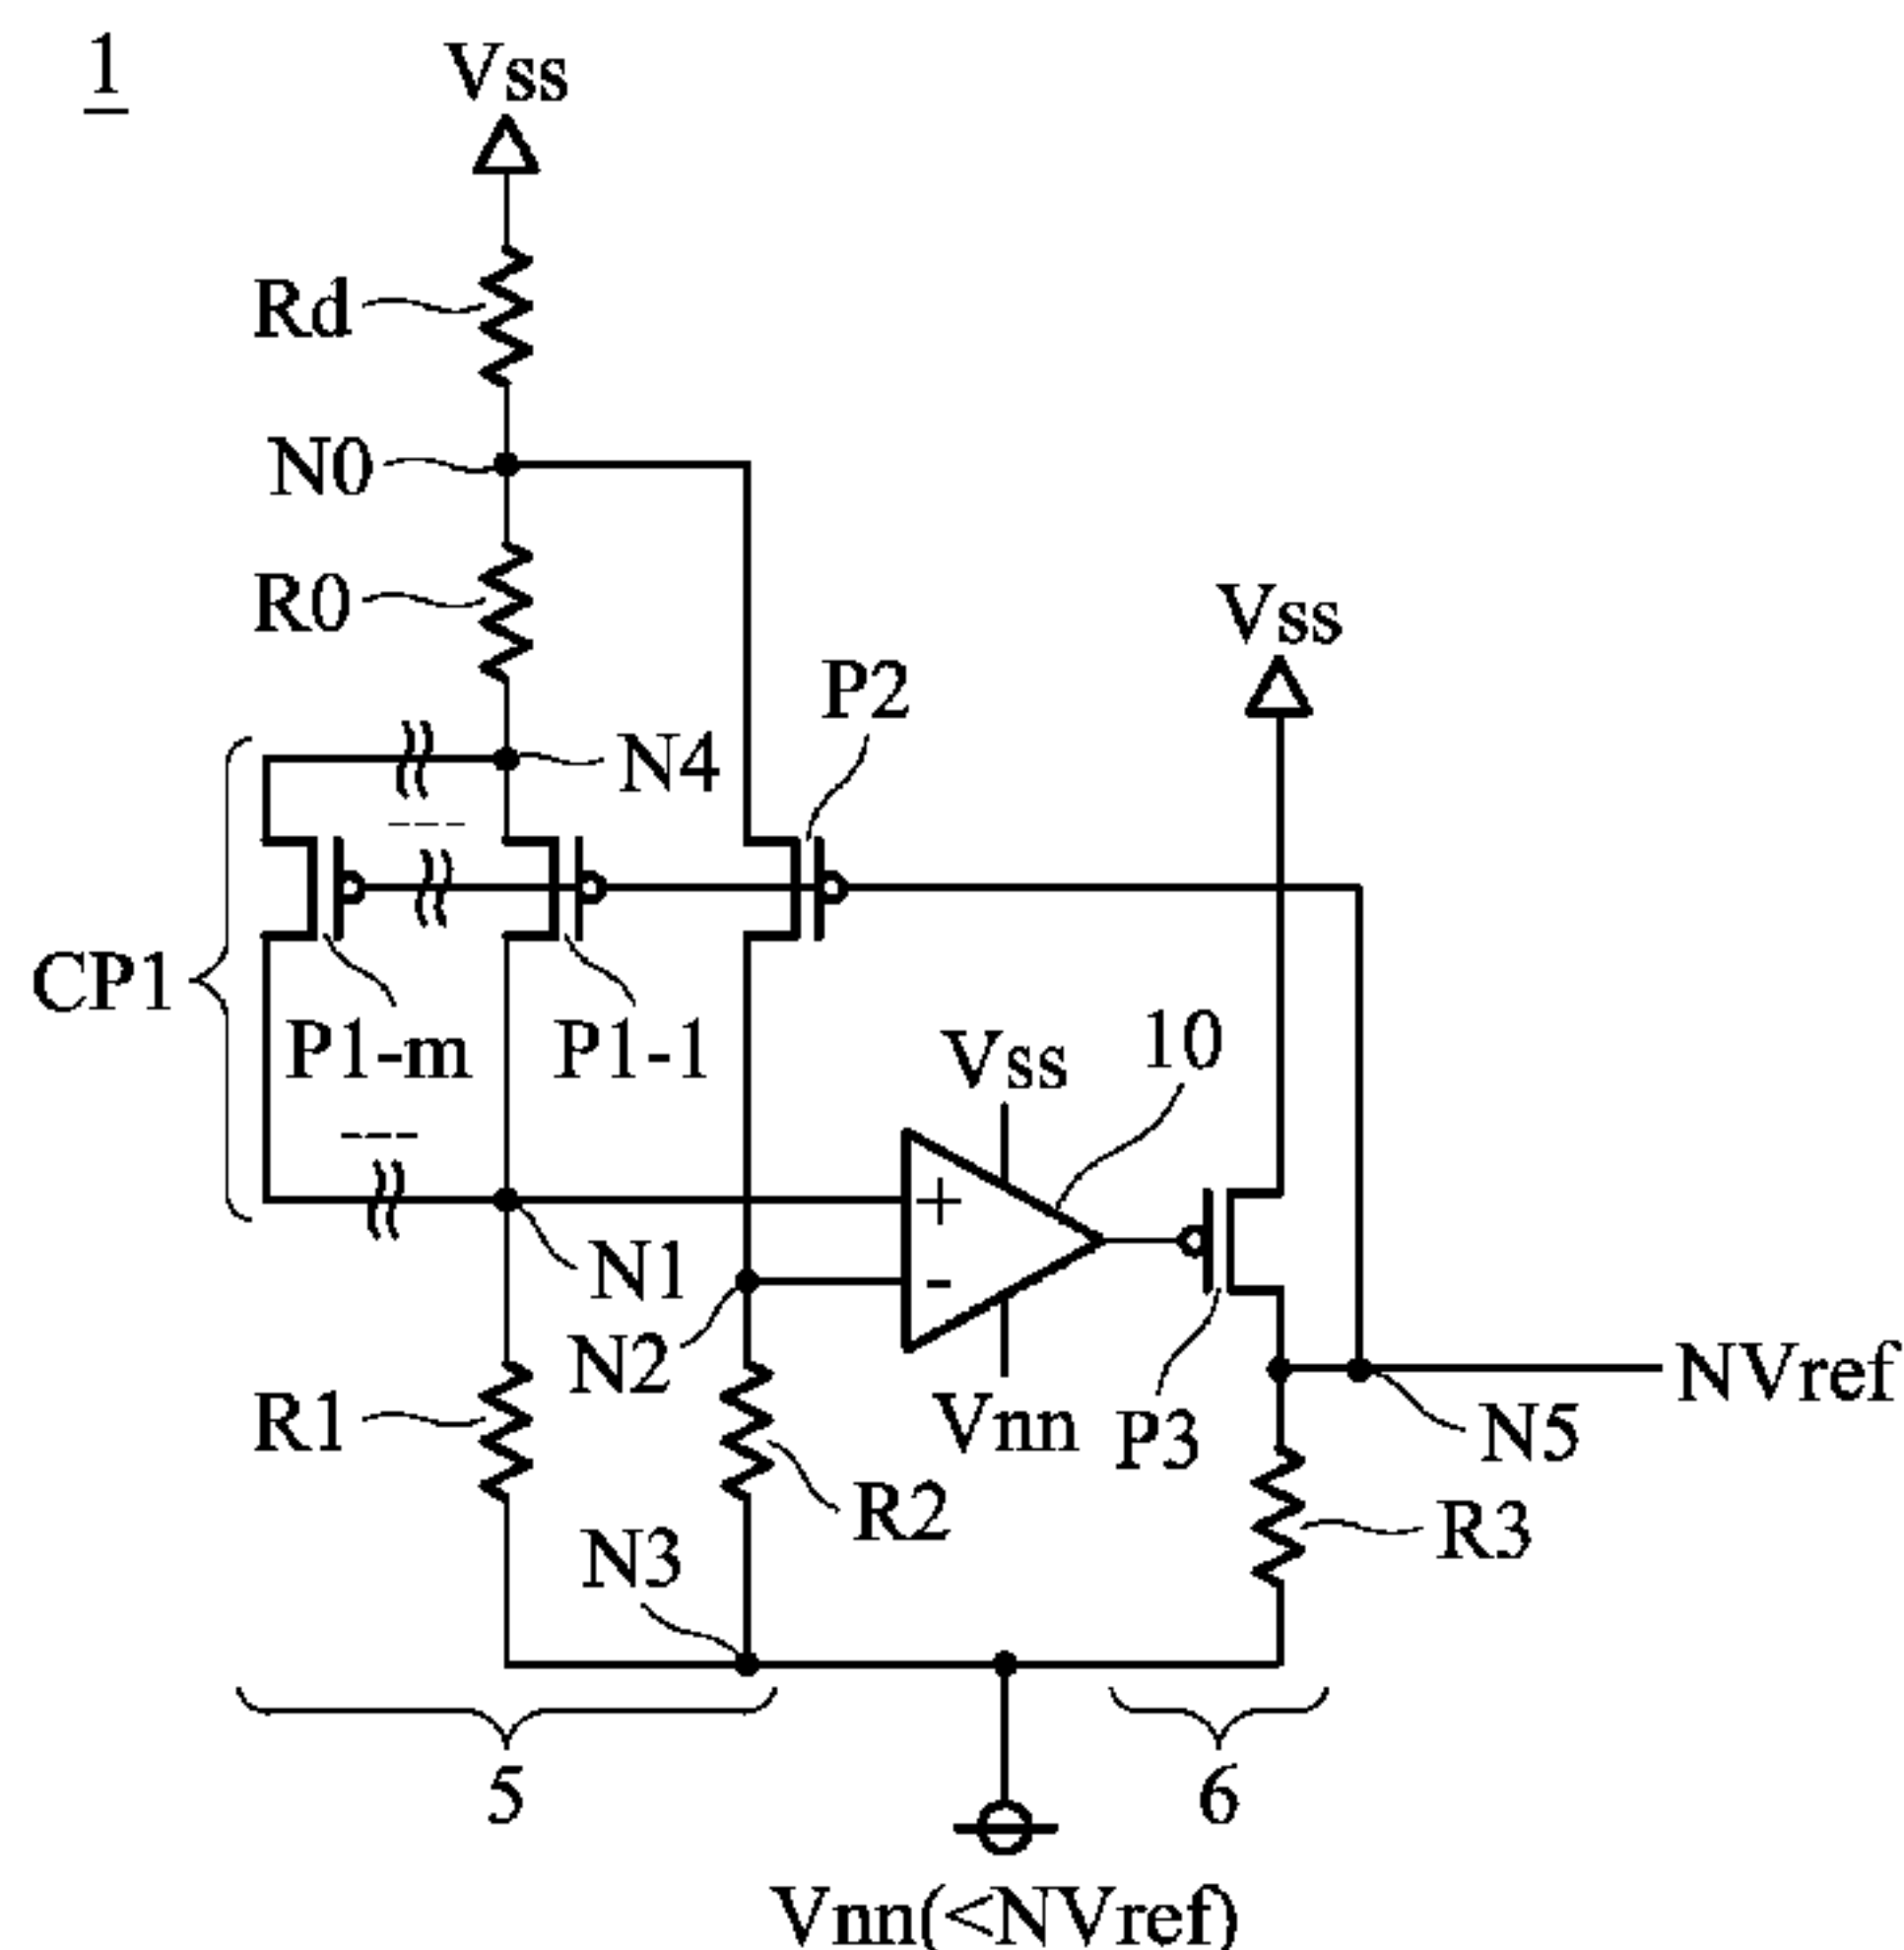 1
Vss
Rd
N0
R0
Vss
P2
N4
CP1
P1-m
P1-1
Vss
10
+
-
N1
N2
Vnn
P3
NVref
N5
R1
R2
R3
N3
5
6
Vnn(<NVref)